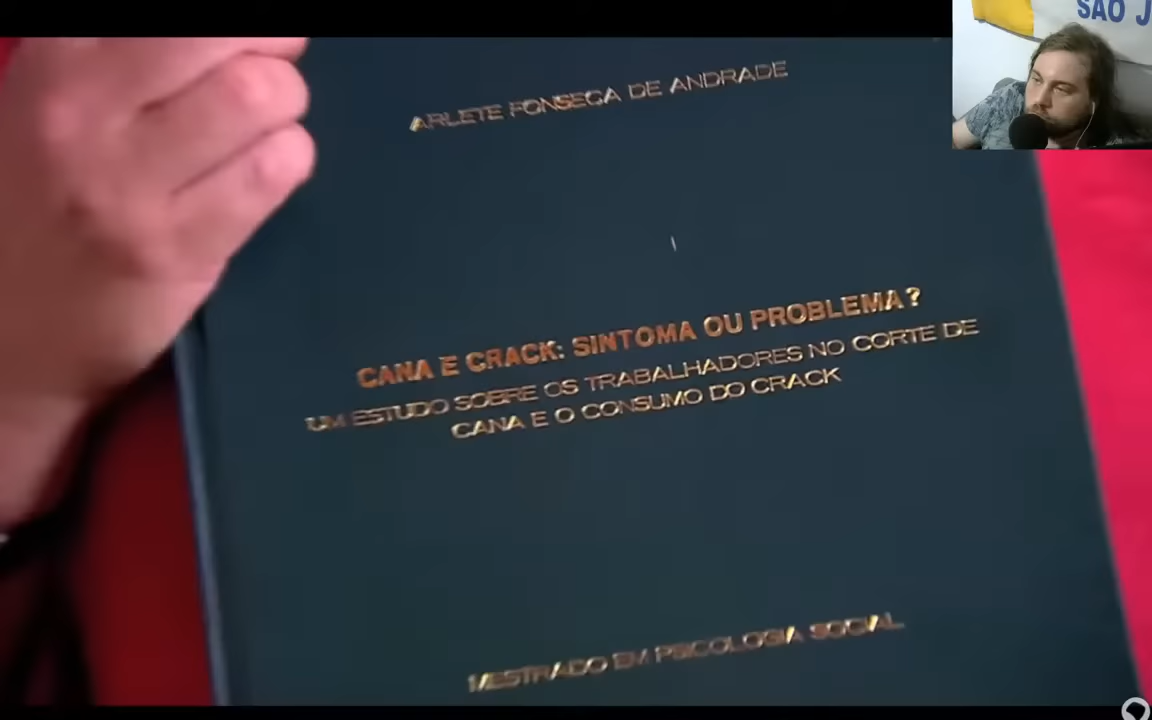 SÃO J
ARLETE FONSECA DE ANDRADE
CANA E CRACK: SINTOMA OU PROBLEMA?
UM ESTUDO SOBRE OS TRABALHADORES NO CORTE DE
CANA E O CONSUMO DO CRACK
MESTRADO EM PSICOLOGIA SOCIAL